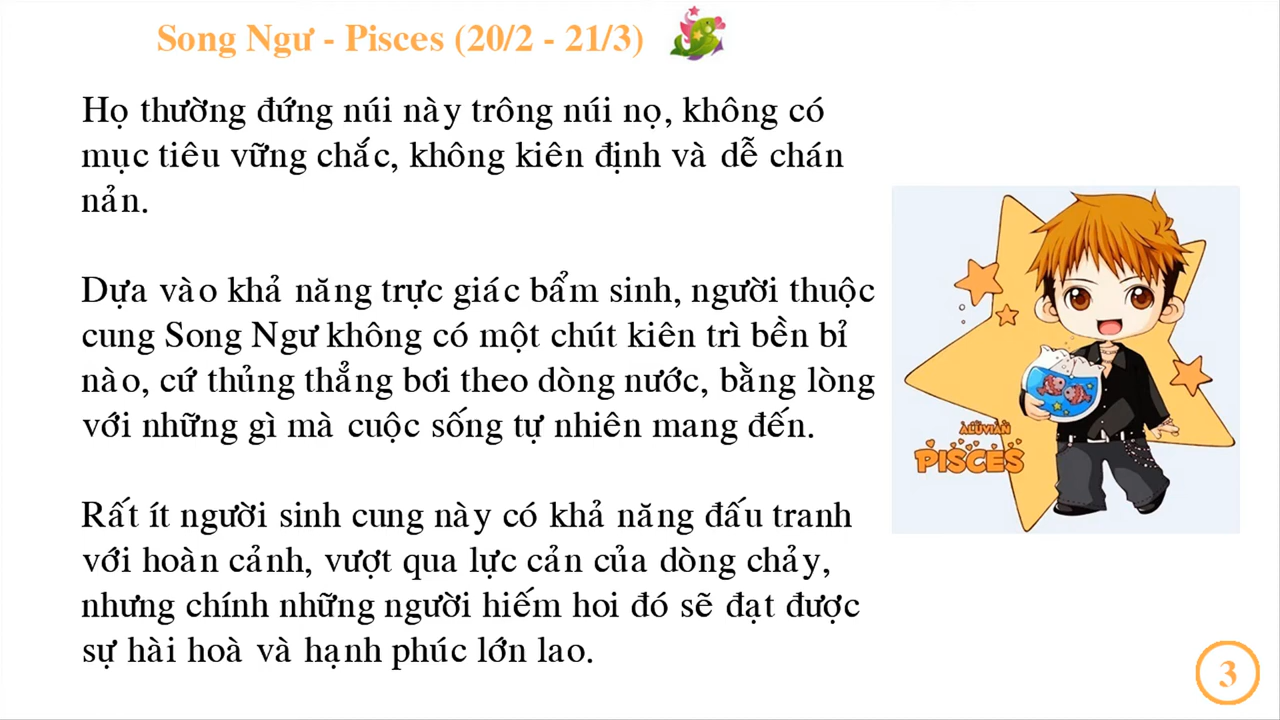 Song Ngư - Pisces (20/2 - 21/3)
Họ thường đứng núi này trông núi nọ, không có
mục tiêu vững chắc, không kiên định và dễ chán
nản.
Dựa vào khả năng trực giác bẩm sinh, người thuộc
cung Song Ngư không có một chút kiên trì bền bỉ
nào, cứ thủng thẳng bơi theo dòng nước, bằng lòng
với những gì mà cuộc sống tự nhiên mang đến.
Rất ít người sinh cung này có khả năng đấu tranh
với hoàn cảnh, vượt qua lực cản của dòng chảy,
nhưng chính những người hiếm hoi đó sẽ đạt được
sự hài hoà và hạnh phúc lớn lao.
ALUVIAN
PISCES
3